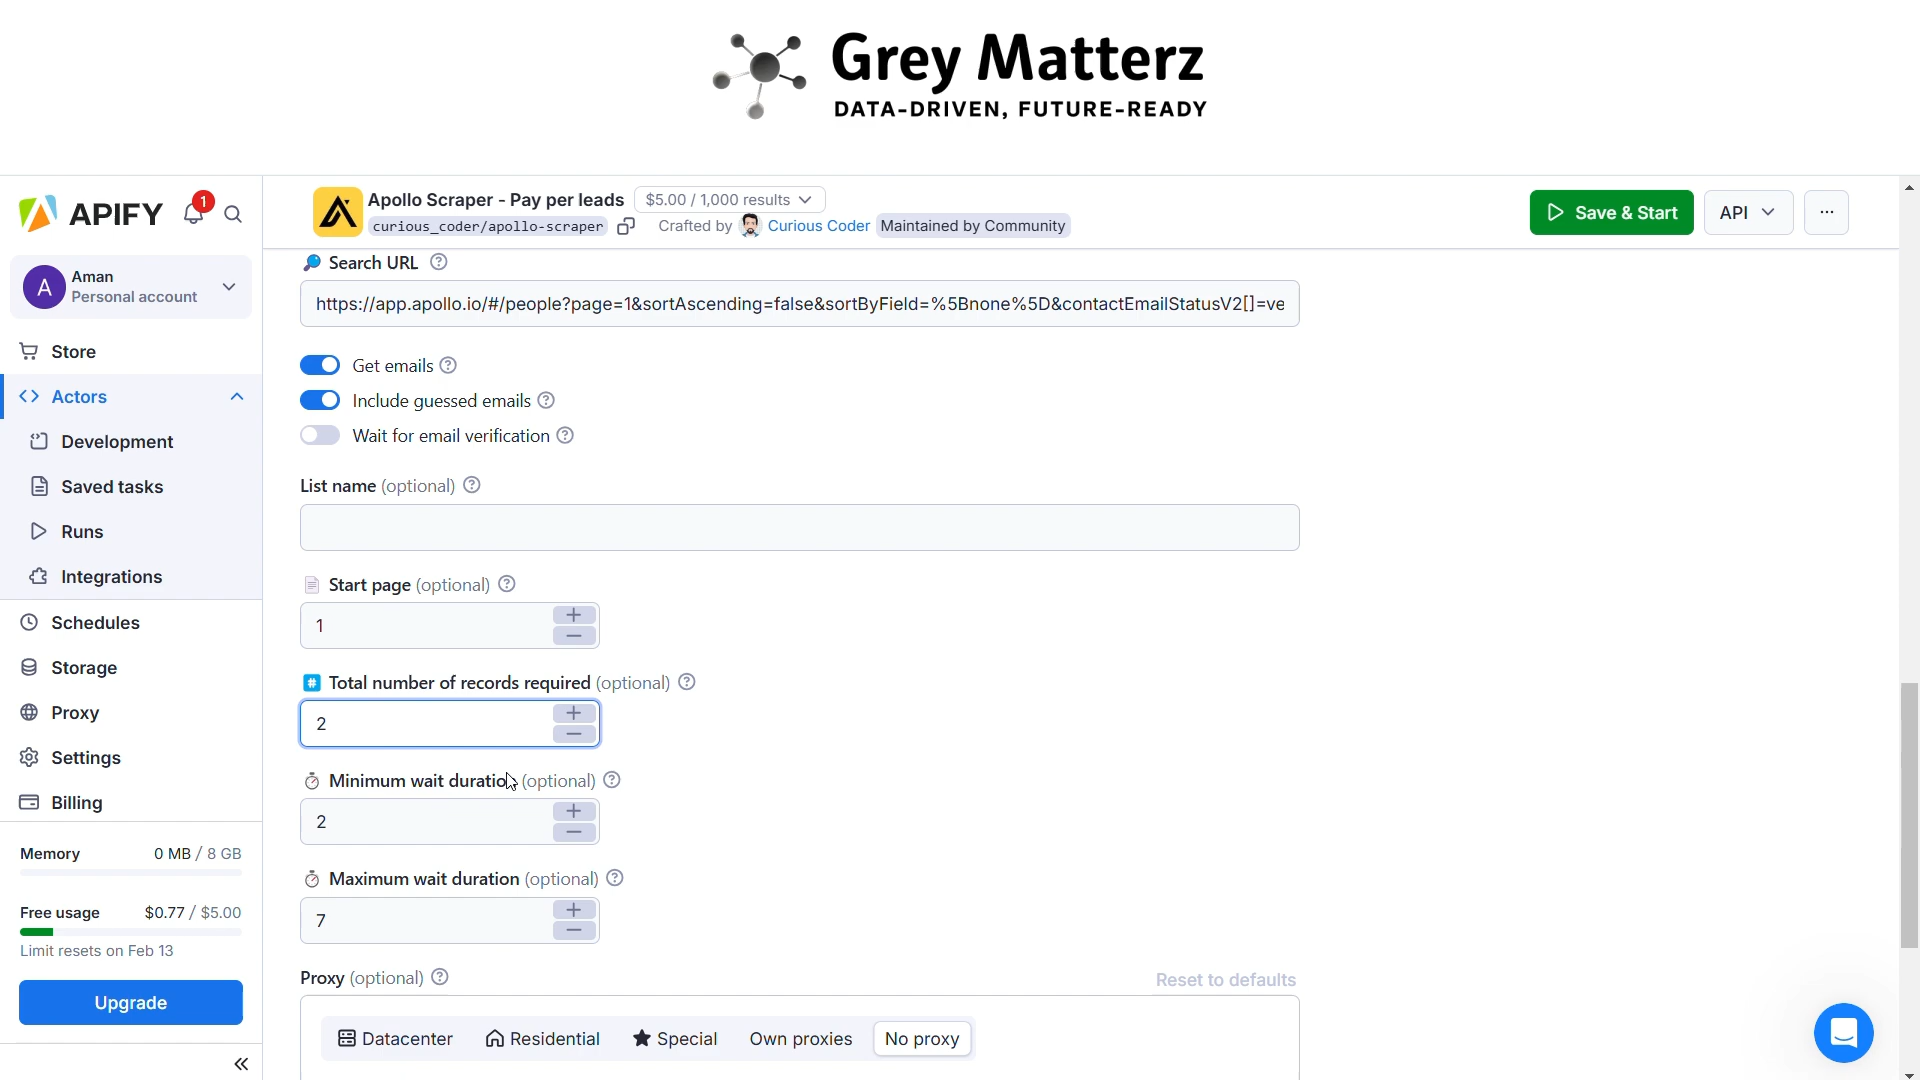 Grey Matterz
DATA-DRIVEN, FUTURE-READY
APIFY
1
A
Aman
Personal account
Store
Actors
Development
Saved tasks
Runs
Integrations
Schedules
Storage
Proxy
Settings
Billing
Memory 0 MB / 8 GB
Free usage $0.77 / $5.00
Limit resets on Feb 13
Upgrade
Apollo Scraper - Pay per leads $5.00 / 1,000 results
curious_coder/apollo-scraper Crafted by Curious Coder Maintained by Community
Save & Start API ...
Search URL ?
https://app.apollo.io/#/people?page=1&sortAscending=false&sortByField=%5Bnone%5D&contactEmailStatusV2[]=ve
Get emails ?
Include guessed emails ?
Wait for email verification ?
List name (optional) ?
Start page (optional) ?
1
# Total number of records required (optional) ?
2
Minimum wait duration (optional) ?
2
Maximum wait duration (optional) ?
7
Proxy (optional) ? Reset to defaults
Datacenter Residential Special Own proxies No proxy